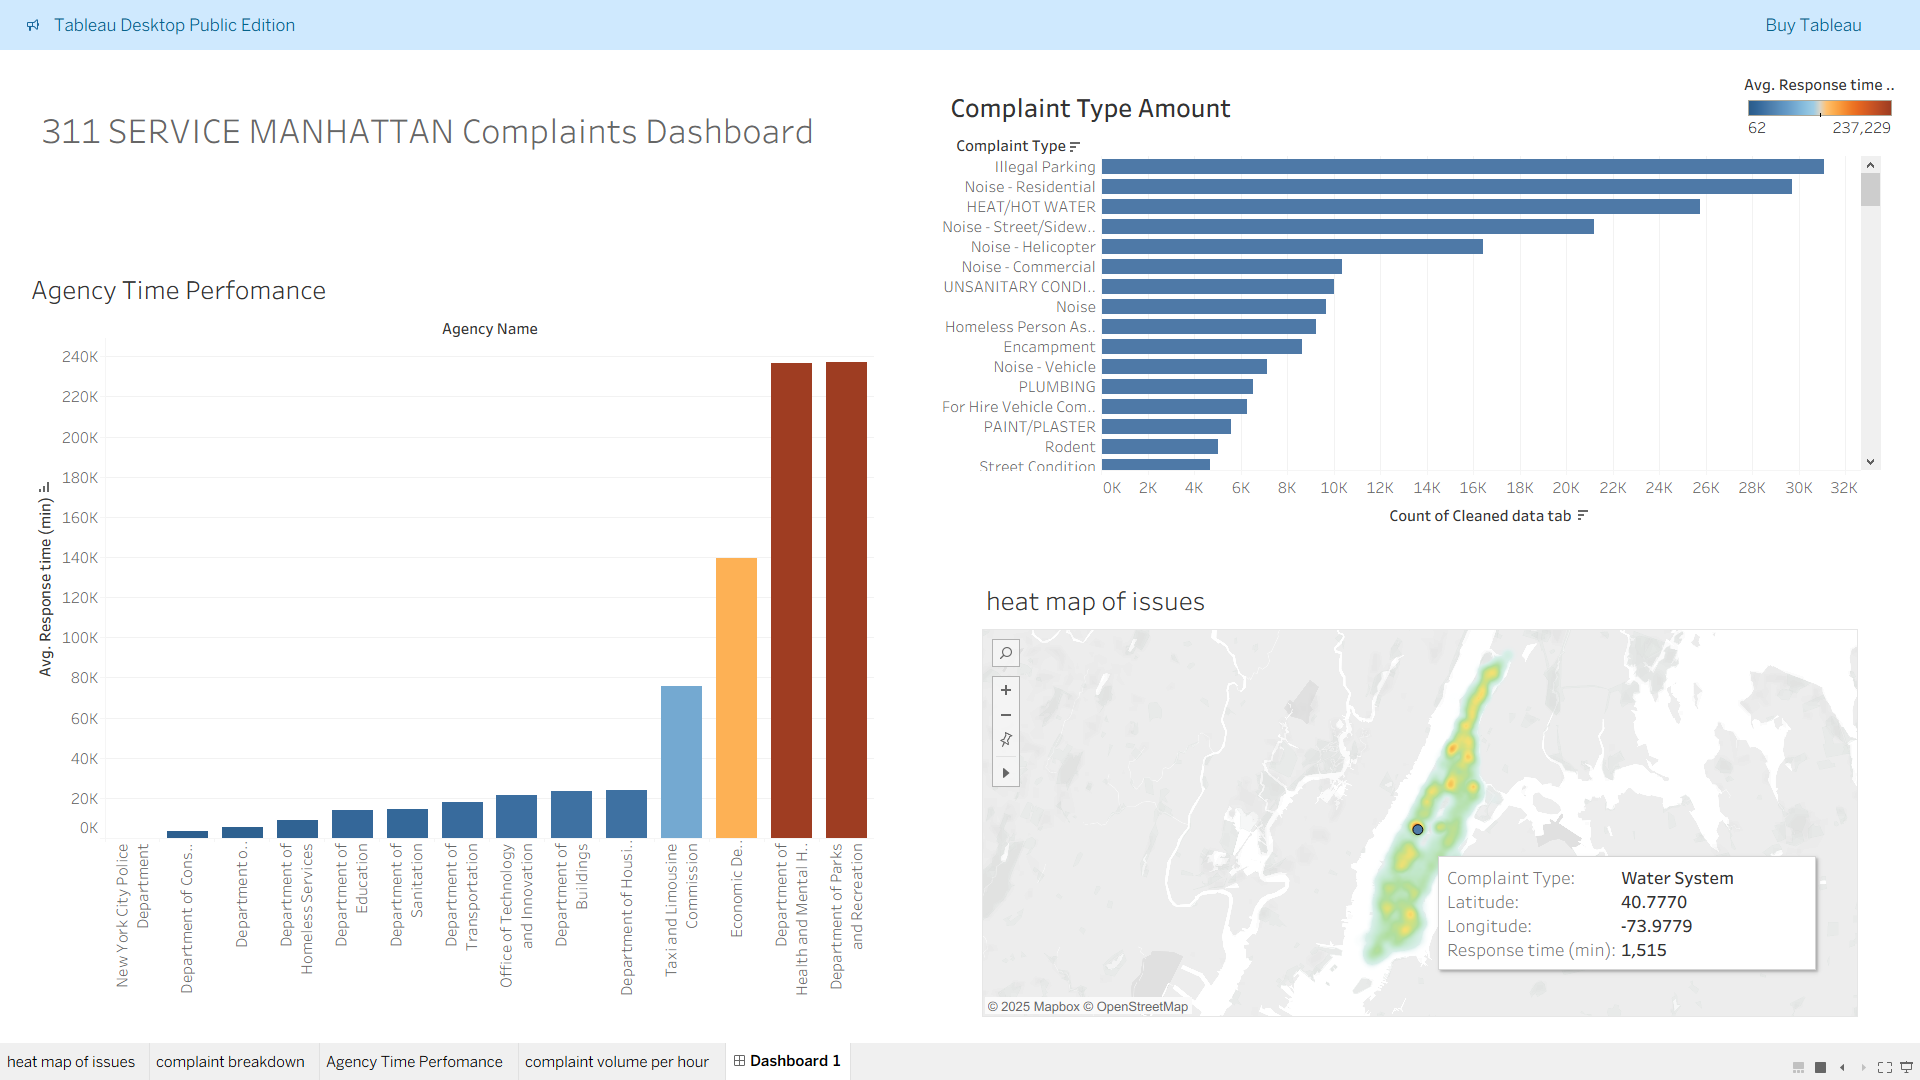 Tableau Desktop Public Edition
Buy Tableau
311 SERVICE MANHATTAN Complaints Dashboard
Agency Time Perfomance
Agency Name
Avg. Response time (min)
240K
220K
200K
180K
160K
140K
120K
100K
80K
60K
40K
20K
0K
New York City Police
Department
Department of Cons..
Department o..
Department of
Homeless Services
Department of
Education
Department of
Sanitation
Department of
Transportation
Office of Technology
and Innovation
Department of
Buildings
Department of Housi..
Taxi and Limousine
Commission
Economic De..
Department of
Health and Mental H..
Department of Parks
and Recreation
Complaint Type Amount
Avg. Response time ..
62 237,229
Complaint Type
Illegal Parking
Noise - Residential
HEAT/HOT WATER
Noise - Street/Sidew..
Noise - Helicopter
Noise - Commercial
UNSANITARY CONDI..
Noise
Homeless Person As..
Encampment
Noise - Vehicle
PLUMBING
For Hire Vehicle Com..
PAINT/PLASTER
Rodent
Street Condition
0K 2K 4K 6K 8K 10K 12K 14K 16K 18K 20K 22K 24K 26K 28K 30K 32K
Count of Cleaned data tab
heat map of issues
Complaint Type: Water System
Latitude: 40.7770
Longitude: -73.9779
Response time (min): 1,515
© 2025 Mapbox © OpenStreetMap
heat map of issues complaint breakdown Agency Time Perfomance complaint volume per hour Dashboard 1